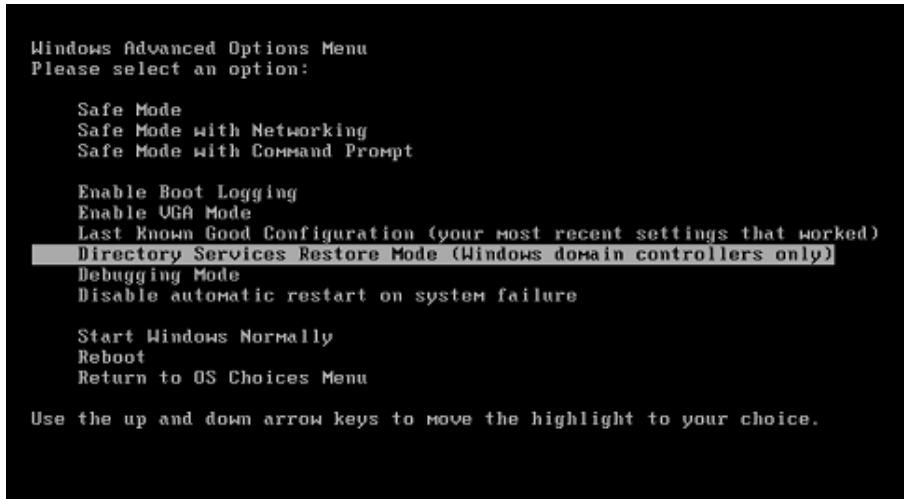 Windows Advanced Options Menu
Please select an option:
Safe Mode
Safe Mode with Networking
Safe Mode with Command Prompt
Enable Boot Logging
Enable VGA Mode
Last Known Good Configuration (your most recent settings that worked)
Directory Services Restore Mode (Windows domain controllers only)
Debugging Mode
Disable automatic restart on system failure
Start Windows Normally
Reboot
Return to OS Choices Menu
Use the up and down arrow keys to move the highlight to your choice.